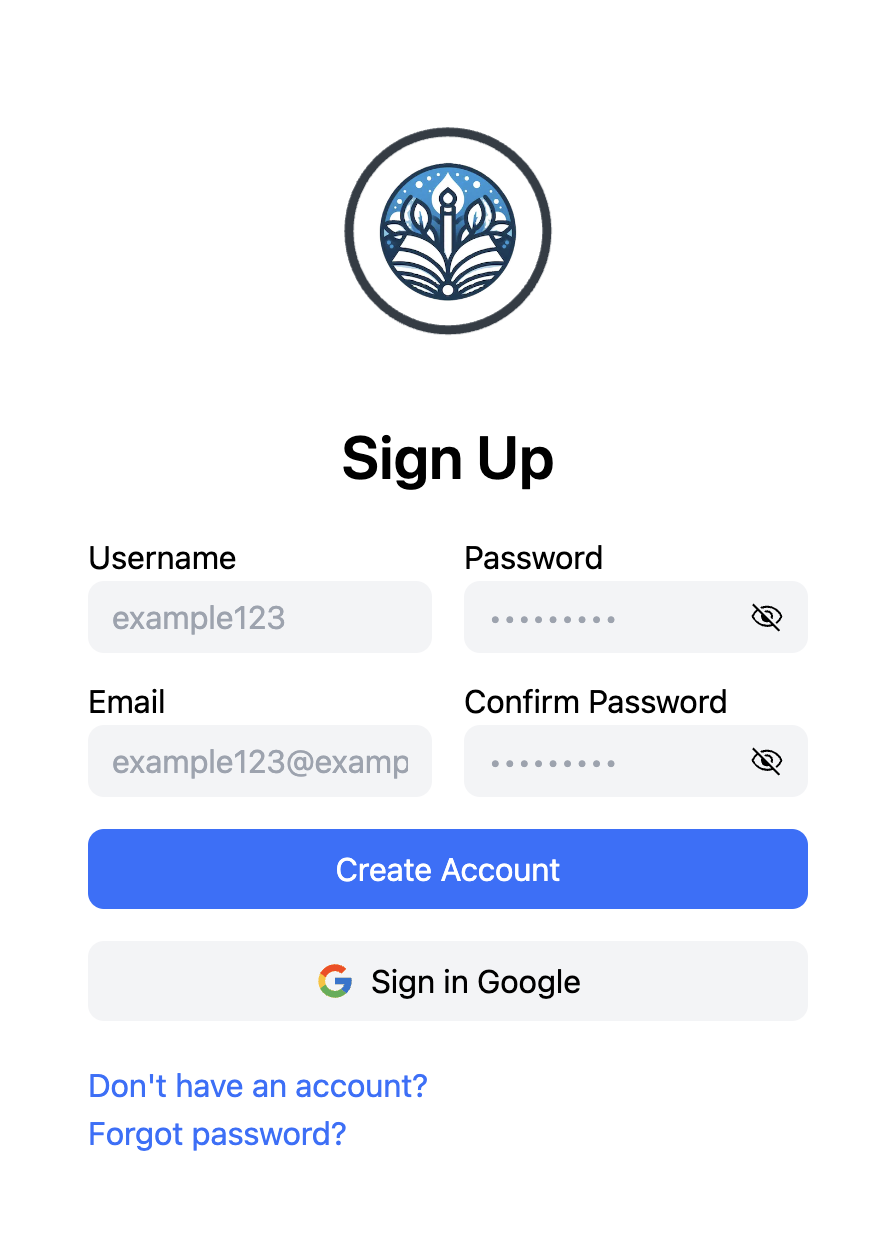 Sign Up
Username
Password
example123
•••••••••
Email
Confirm Password
example123@examp
•••••••••
Create Account
Sign in Google
Don't have an account?
Forgot password?